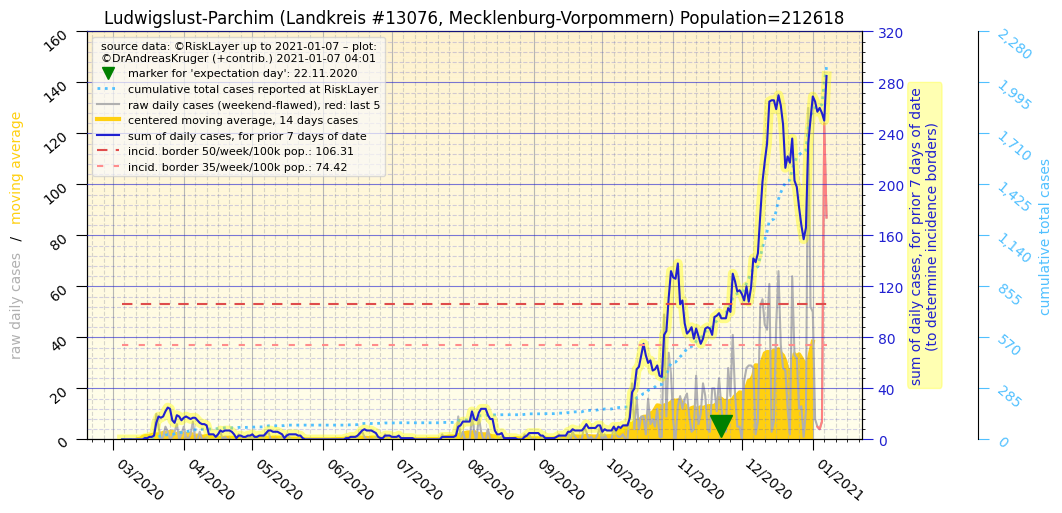 Ludwigslust-Parchim (Landkreis #13076, Mecklenburg-Vorpommern) Population=212618
source data: ©RiskLayer up to 2021-01-07 – plot:
©DrAndreasKruger (+contrib.) 2021-01-07 04:01
marker for 'expectation day': 22.11.2020
cumulative total cases reported at RiskLayer
raw daily cases (weekend-flawed), red: last 5
centered moving average, 14 days cases
sum of daily cases, for prior 7 days of date
incid. border 50/week/100k pop.: 106.31
incid. border 35/week/100k pop.: 74.42
raw daily cases / moving average
160
140
120
100
80
60
40
20
0
03/2020
04/2020
05/2020
06/2020
07/2020
08/2020
09/2020
10/2020
11/2020
12/2020
01/2021
320
280
240
200
160
120
80
40
0
sum of daily cases, for prior 7 days of date
(to determine incidence borders)
2,280
1,995
1,710
1,425
1,140
855
570
285
0
cumulative total cases